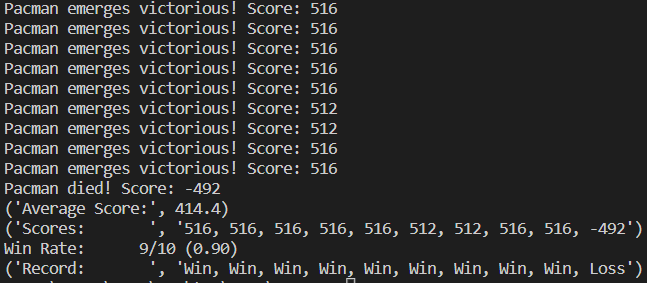 Pacman emerges victorious! Score: 516
Pacman emerges victorious! Score: 516
Pacman emerges victorious! Score: 516
Pacman emerges victorious! Score: 516
Pacman emerges victorious! Score: 516
Pacman emerges victorious! Score: 512
Pacman emerges victorious! Score: 512
Pacman emerges victorious! Score: 516
Pacman emerges victorious! Score: 516
Pacman died! Score: -492
('Average Score:', 414.4)
('Scores:       ', '516, 516, 516, 516, 516, 512, 512, 516, 516, -492')
Win Rate:      9/10 (0.90)
('Record:       ', 'Win, Win, Win, Win, Win, Win, Win, Win, Win, Loss')